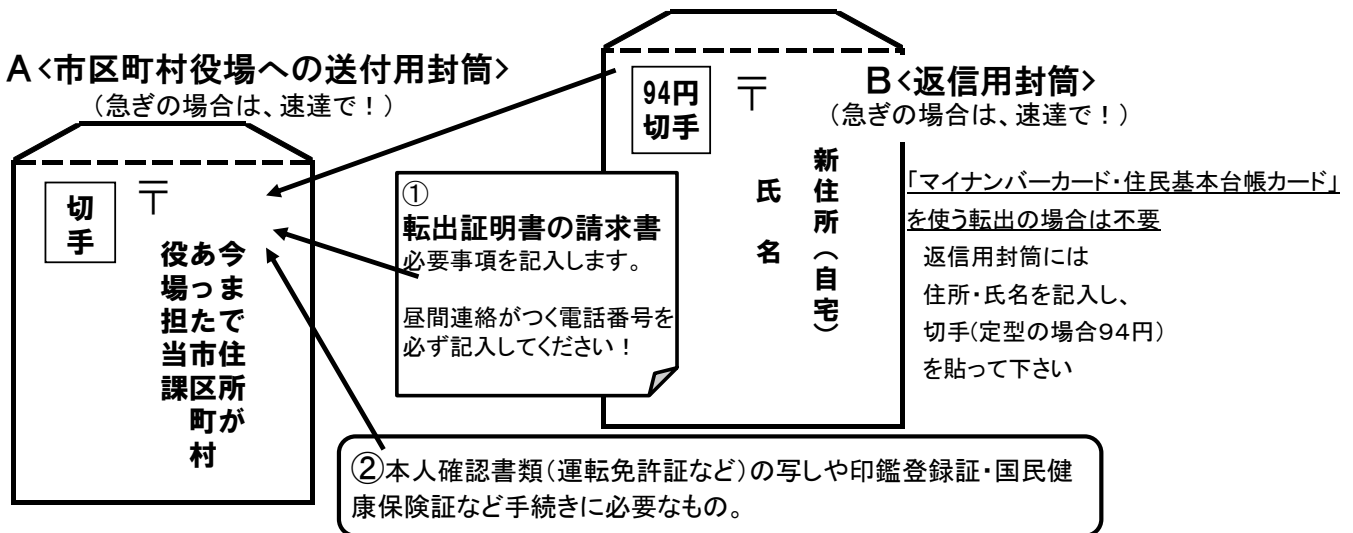 A<市区町村役場への送付用封筒>
（急ぎの場合は、速達で！）
切手
〒
今まで住所が
あった市区町村
役場担当課
94円
切手
〒
新住所（自宅）
氏名
B<返信用封筒>
（急ぎの場合は、速達で！）
「マイナンバーカード・住民基本台帳カード」
を使う転出の場合は不要
返信用封筒には
住所・氏名を記入し、
切手(定型の場合９４円)
を貼って下さい
①
転出証明書の請求書
必要事項を記入します。
昼間連絡がつく電話番号を
必ず記入してください！
②本人確認書類(運転免許証など)の写しや印鑑登録証・国民健
康保険証など手続きに必要なもの。